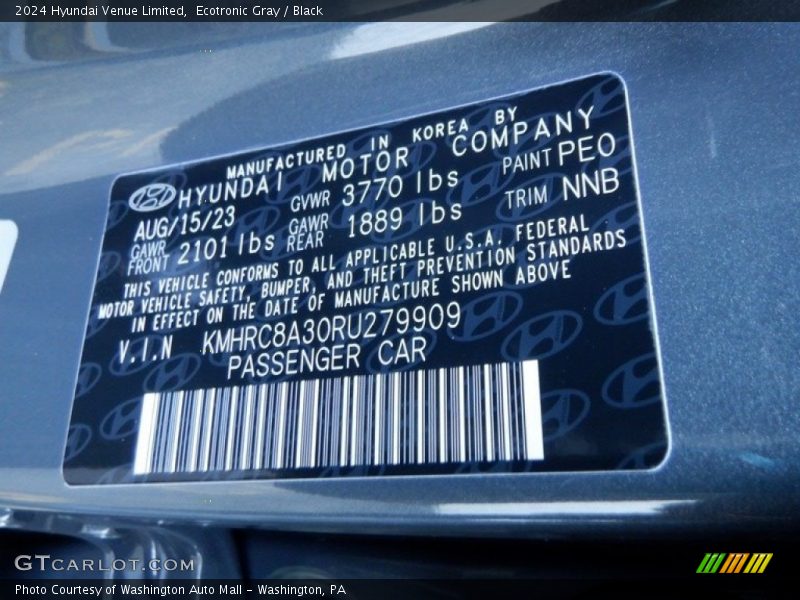 2024 Hyundai Venue Limited, Ecotronic Gray / Black
MANUFACTURED IN KOREA BY
HYUNDAI MOTOR COMPANY
AUG/15/23 GVWR 3770 lbs PAINT PE0
GAWR FRONT 2101 lbs GAWR REAR 1889 lbs TRIM NNB
THIS VEHICLE CONFORMS TO ALL APPLICABLE U.S.A. FEDERAL
MOTOR VEHICLE SAFETY, BUMPER, AND THEFT PREVENTION STANDARDS
IN EFFECT ON THE DATE OF MANUFACTURE SHOWN ABOVE
V.I.N KMHRC8A30RU279909
PASSENGER CAR
GTCARLOT.COM
Photo Courtesy of Washington Auto Mall - Washington, PA